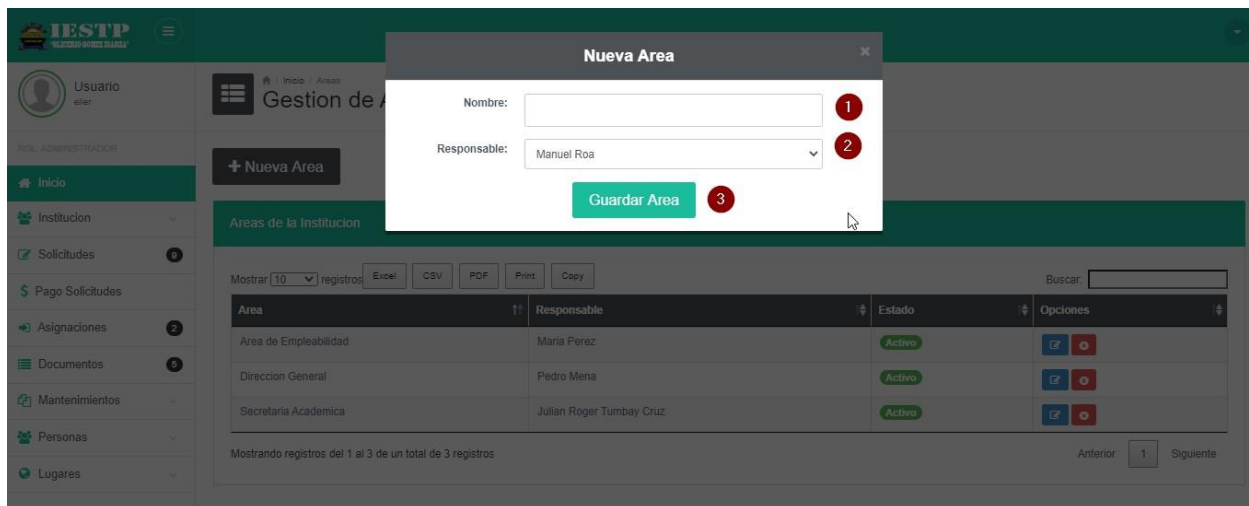 IESTP
Nueva Area
×
Usuario
elier
/ Inicio / Areas
Gestion de A
Nombre:
1
Responsable:
Manuel Roa
2
ROL: ADMINISTRADOR
+ Nueva Area
Guardar Area
3
Inicio
Institucion
Areas de la Institucion
Solicitudes
9
Mostrar 10 registros
Excel
CSV
PDF
Print
Copy
Buscar:
$ Pago Solicitudes
Area
Responsable
Estado
Opciones
Asignaciones
2
Area de Empleabilidad
Maria Perez
Activo
Documentos
5
Direccion General
Pedro Mena
Activo
Mantenimientos
Secretaria Academica
Julian Roger Tumbay Cruz
Activo
Personas
Mostrando registros del 1 al 3 de un total de 3 registros
Anterior
1
Siguiente
Lugares